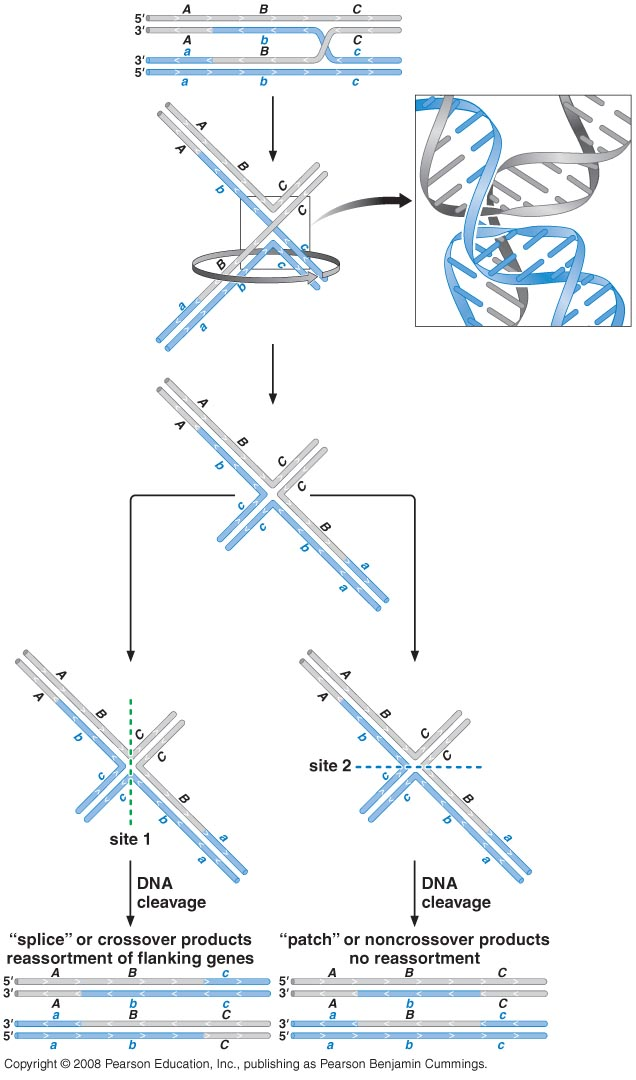 A B C
5'
3'
A b C
a B c
3'
5'
a b c
A
A
B
b
C
C
c
c
B
b
a
a
A
A
B
b
C
C
c
c
B
b
a
a
A
A
B
b
C
C
c
c
B
b
a
a
site 1
A
A
B
b
C
C
site 2
c
c
B
b
a
a
DNA
cleavage
DNA
cleavage
“splice” or crossover products
reassortment of flanking genes
A B c
5'
3'
A b c
a B C
3'
5'
a b C
“patch” or noncrossover products
no reassortment
A B C
5'
3'
A b C
a B c
3'
5'
a b c
Copyright © 2008 Pearson Education, Inc., publishing as Pearson Benjamin Cummings.